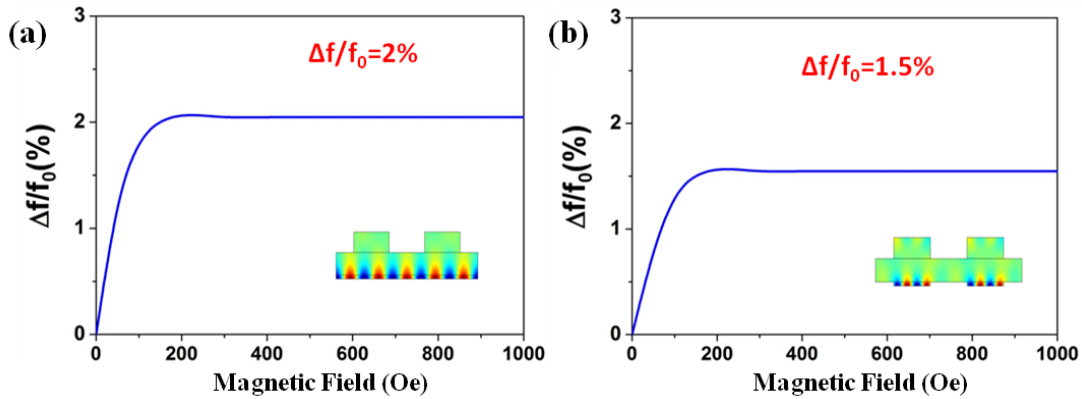 (a)
Δf/f₀=2%
Δf/f₀(%)
3
2
1
0
0 200 400 600 800 1000
Magnetic Field (Oe)
(b)
Δf/f₀=1.5%
Δf/f₀(%)
3
2
1
0
0 200 400 600 800 1000
Magnetic Field (Oe)